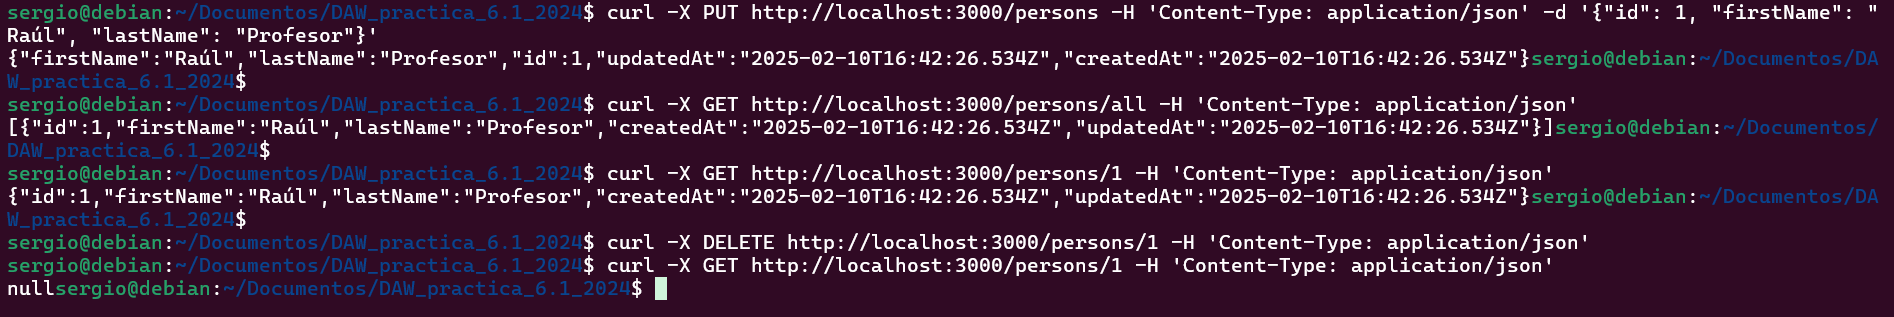 sergio@debian:~/Documentos/DAW_practica_6.1_2024$ curl -X PUT http://localhost:3000/persons -H 'Content-Type: application/json' -d '{"id": 1, "firstName": "
Raúl", "lastName": "Profesor"}'
{"firstName":"Raúl","lastName":"Profesor","id":1,"updatedAt":"2025-02-10T16:42:26.534Z","createdAt":"2025-02-10T16:42:26.534Z"}sergio@debian:~/Documentos/DA
W_practica_6.1_2024$
sergio@debian:~/Documentos/DAW_practica_6.1_2024$ curl -X GET http://localhost:3000/persons/all -H 'Content-Type: application/json'
[{"id":1,"firstName":"Raúl","lastName":"Profesor","createdAt":"2025-02-10T16:42:26.534Z","updatedAt":"2025-02-10T16:42:26.534Z"}]sergio@debian:~/Documentos/
DAW_practica_6.1_2024$
sergio@debian:~/Documentos/DAW_practica_6.1_2024$ curl -X GET http://localhost:3000/persons/1 -H 'Content-Type: application/json'
{"id":1,"firstName":"Raúl","lastName":"Profesor","createdAt":"2025-02-10T16:42:26.534Z","updatedAt":"2025-02-10T16:42:26.534Z"}sergio@debian:~/Documentos/DA
W_practica_6.1_2024$
sergio@debian:~/Documentos/DAW_practica_6.1_2024$ curl -X DELETE http://localhost:3000/persons/1 -H 'Content-Type: application/json'
sergio@debian:~/Documentos/DAW_practica_6.1_2024$ curl -X GET http://localhost:3000/persons/1 -H 'Content-Type: application/json'
nullsergio@debian:~/Documentos/DAW_practica_6.1_2024$